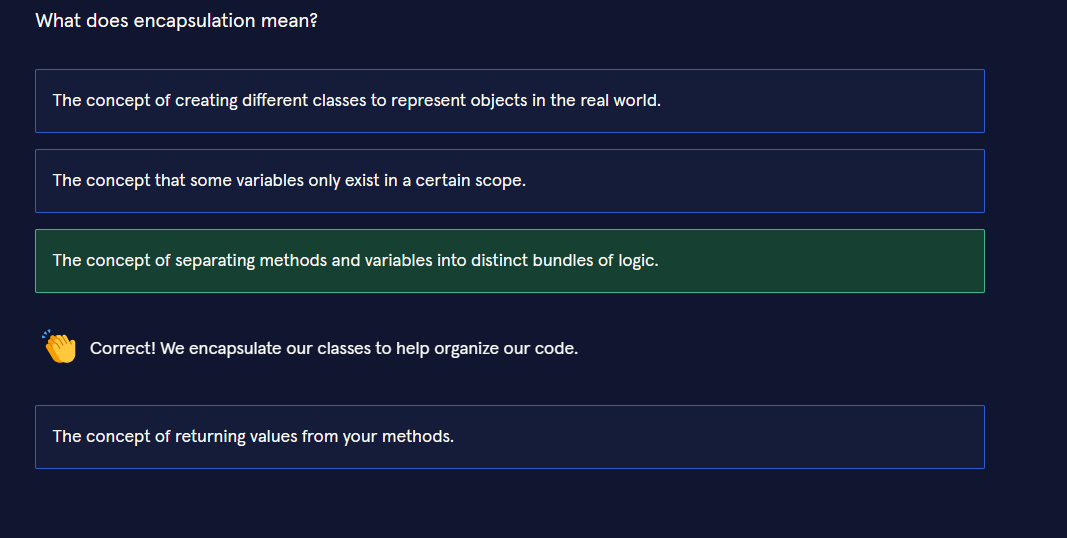 What does encapsulation mean?
The concept of creating different classes to represent objects in the real world.
The concept that some variables only exist in a certain scope.
The concept of separating methods and variables into distinct bundles of logic.
Correct! We encapsulate our classes to help organize our code.
The concept of returning values from your methods.